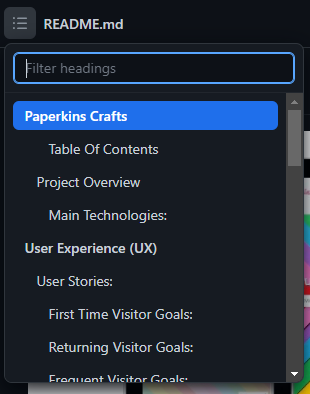 README.md
Filter headings
Paperkins Crafts
Table Of Contents
Project Overview
Main Technologies:
User Experience (UX)
User Stories:
First Time Visitor Goals:
Returning Visitor Goals:
Frequent Visitor Goals: